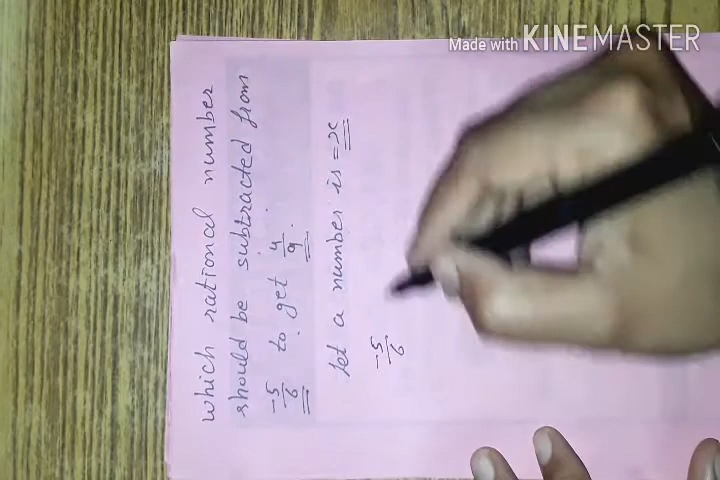 Made with KINEMASTER
which rational number
should be subtracted from
-5/6 to get 4/9.
let a number is = x
-5/6